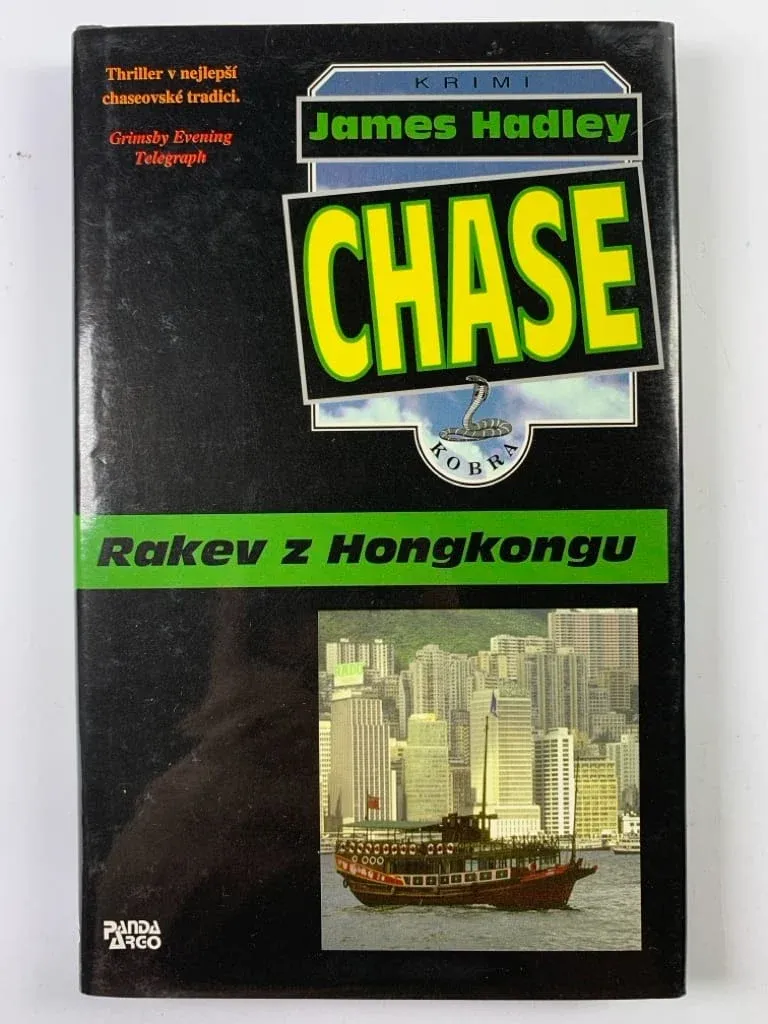 Thriller v nejlepší
chaseovské tradici.
Grimsby Evening
Telegraph
KRIMI
James Hadley
CHASE
KOBRA
Rakev z Hongkongu
PANDA
ARGO